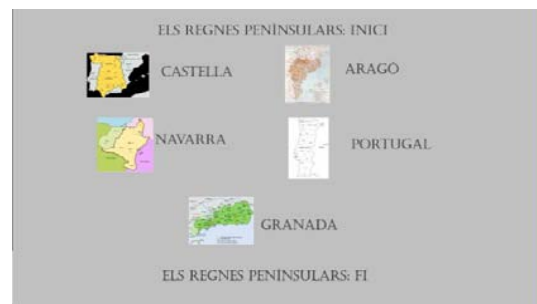 ELS REGNES PENÍNSULARS: INICI
CASTELLA
ARAGÓ
NAVARRA
PORTUGAL
GRANADA
ELS REGNES PENÍNSULARS: FI